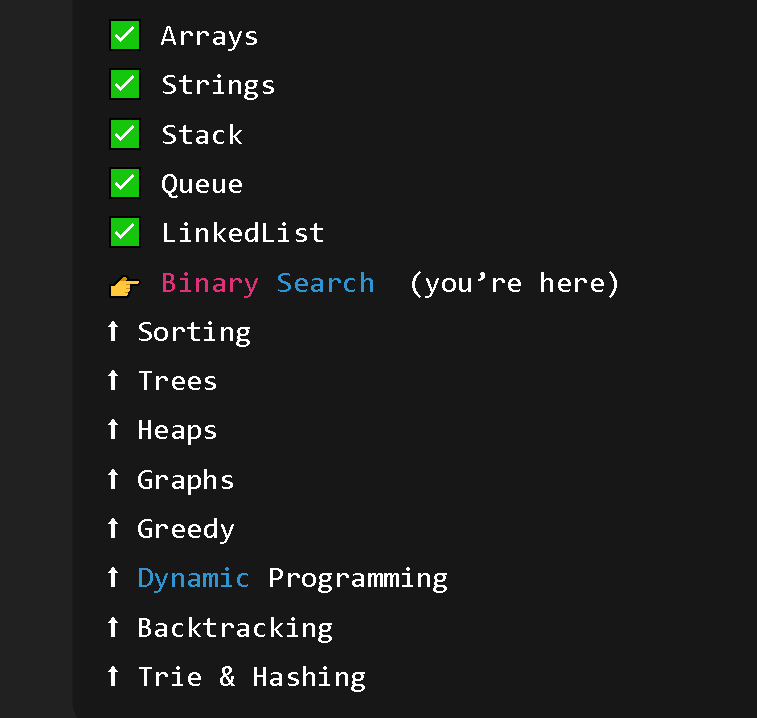 ✅ Arrays
✅ Strings
✅ Stack
✅ Queue
✅ LinkedList
👉 Binary Search  (you’re here)
⬆ Sorting
⬆ Trees
⬆ Heaps
⬆ Graphs
⬆ Greedy
⬆ Dynamic Programming
⬆ Backtracking
⬆ Trie & Hashing